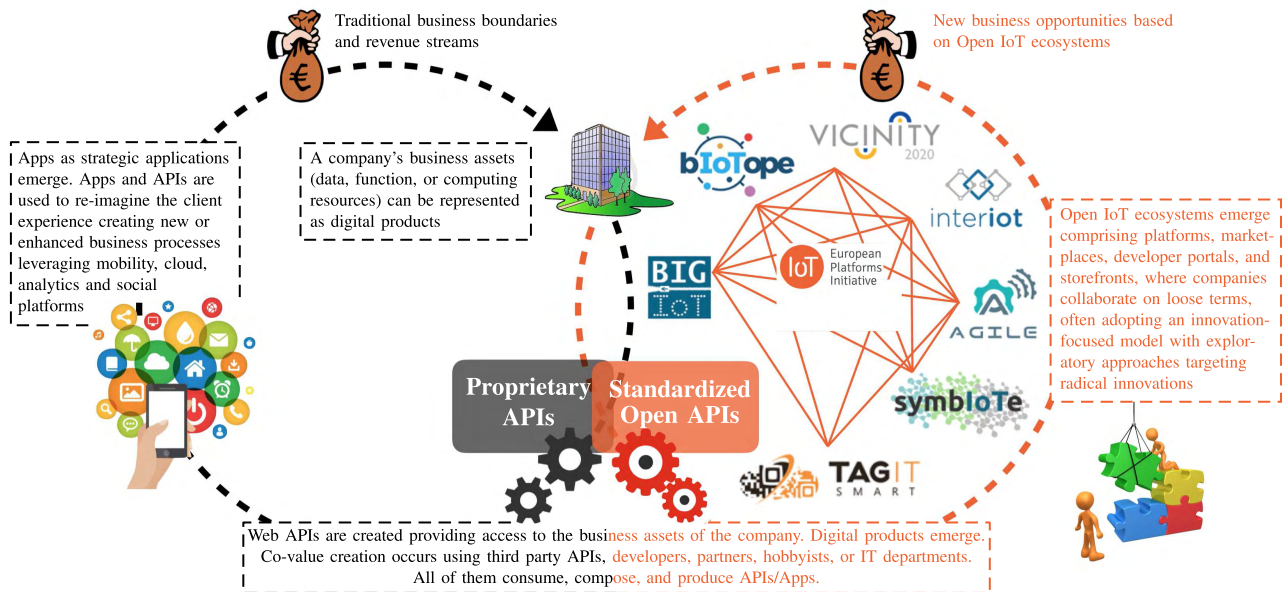 Traditional business boundaries
and revenue streams
New business opportunities based
on Open IoT ecosystems
€
€
Apps as strategic applications
emerge. Apps and APIs are
used to re-imagine the client
experience creating new or
enhanced business processes
leveraging mobility, cloud,
analytics and social
platforms
A company's business assets
(data, function, or computing
resources) can be represented
as digital products
bIoTope
VICINITY
2020
interiot
BIG
IoT
IoT
European
Platforms
Initiative
AGILE
symbIoTe
TAGIT
SMART
Open IoT ecosystems emerge
comprising platforms, market-
places, developer portals, and
storefronts, where companies
collaborate on loose terms,
often adopting an innovation-
focused model with explor-
atory approaches targeting
radical innovations
Proprietary
APIs
Standardized
Open APIs
Web APIs are created providing access to the business assets of the company. Digital products emerge.
Co-value creation occurs using third party APIs, developers, partners, hobbyists, or IT departments.
All of them consume, compose, and produce APIs/Apps.